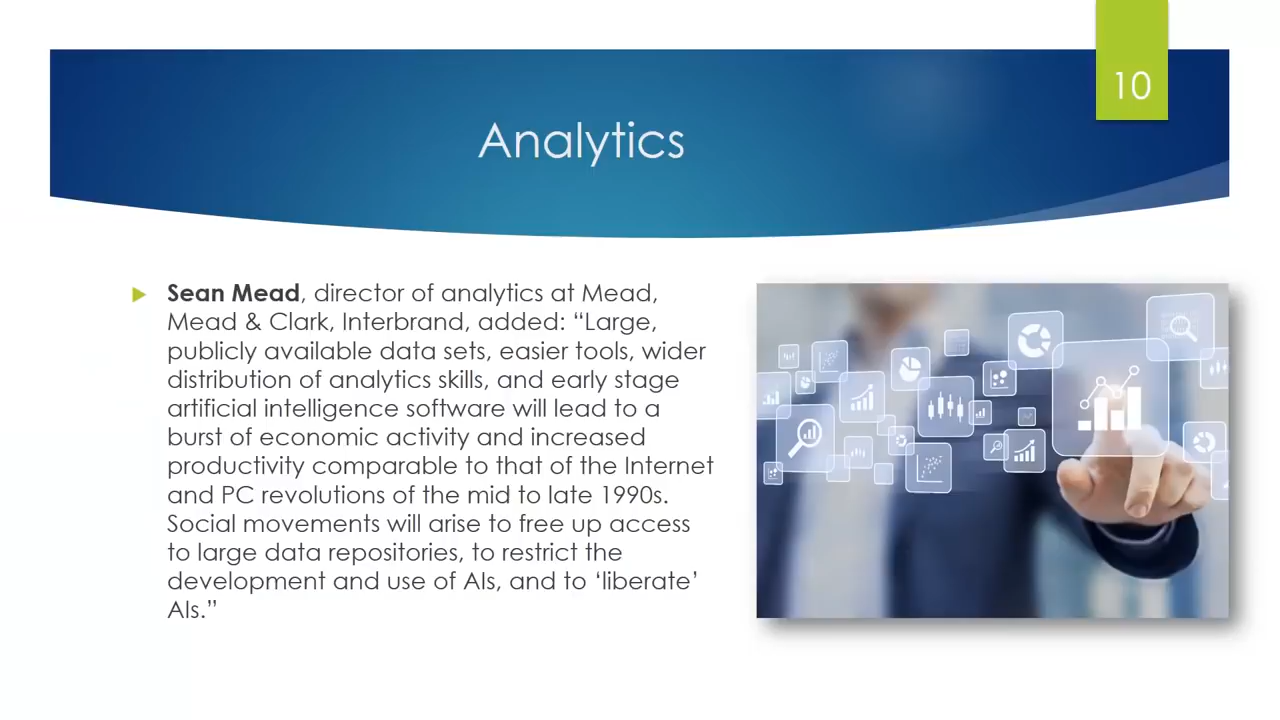 10
Analytics
Sean Mead, director of analytics at Mead,
Mead & Clark, Interbrand, added: “Large,
publicly available data sets, easier tools, wider
distribution of analytics skills, and early stage
artificial intelligence software will lead to a
burst of economic activity and increased
productivity comparable to that of the Internet
and PC revolutions of the mid to late 1990s.
Social movements will arise to free up access
to large data repositories, to restrict the
development and use of AIs, and to ‘liberate’
AIs.”